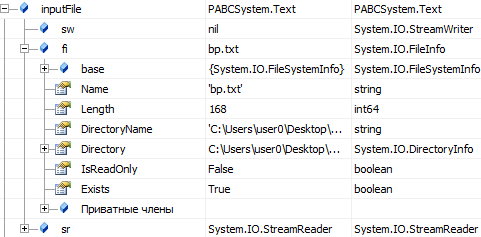 inputFile PABCSystem.Text PABCSystem.Text
sw nil System.IO.StreamWriter
fi bp.txt System.IO.FileInfo
base {System.IO.FileSystemInfo} System.IO.FileSystemInfo
Name 'bp.txt' string
Length 168 int64
DirectoryName 'C:\Users\user0\Desktop\... string
Directory C:\Users\user0\Desktop\... System.IO.DirectoryInfo
IsReadOnly False boolean
Exists True boolean
Приватные члены
sr System.IO.StreamReader System.IO.StreamReader